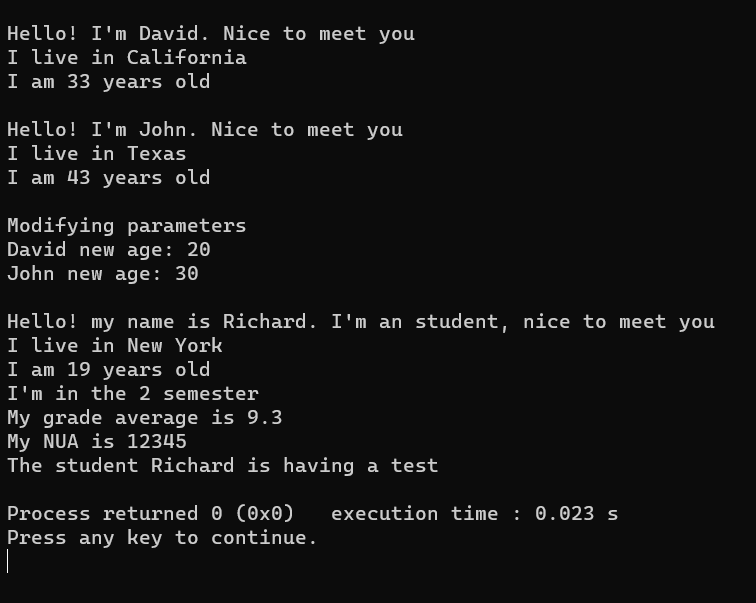 Hello! I'm David. Nice to meet you
I live in California
I am 33 years old
Hello! I'm John. Nice to meet you
I live in Texas
I am 43 years old
Modifying parameters
David new age: 20
John new age: 30
Hello! my name is Richard. I'm an student, nice to meet you
I live in New York
I am 19 years old
I'm in the 2 semester
My grade average is 9.3
My NUA is 12345
The student Richard is having a test
Process returned 0 (0x0)   execution time : 0.023 s
Press any key to continue.